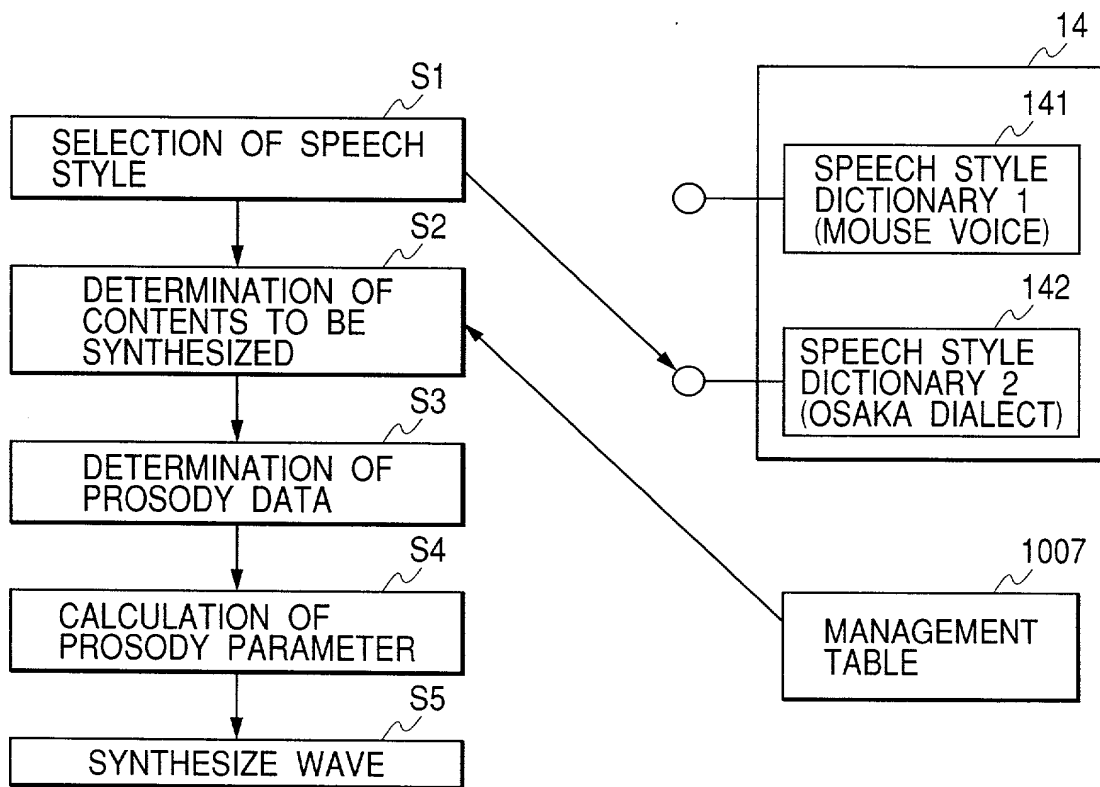 S1
SELECTION OF SPEECH
STYLE
S2
DETERMINATION OF
CONTENTS TO BE
SYNTHESIZED
S3
DETERMINATION OF
PROSODY DATA
S4
CALCULATION OF
PROSODY PARAMETER
S5
SYNTHESIZE WAVE
14
141
SPEECH STYLE
DICTIONARY 1
(MOUSE VOICE)
142
SPEECH STYLE
DICTIONARY 2
(OSAKA DIALECT)
1007
MANAGEMENT
TABLE